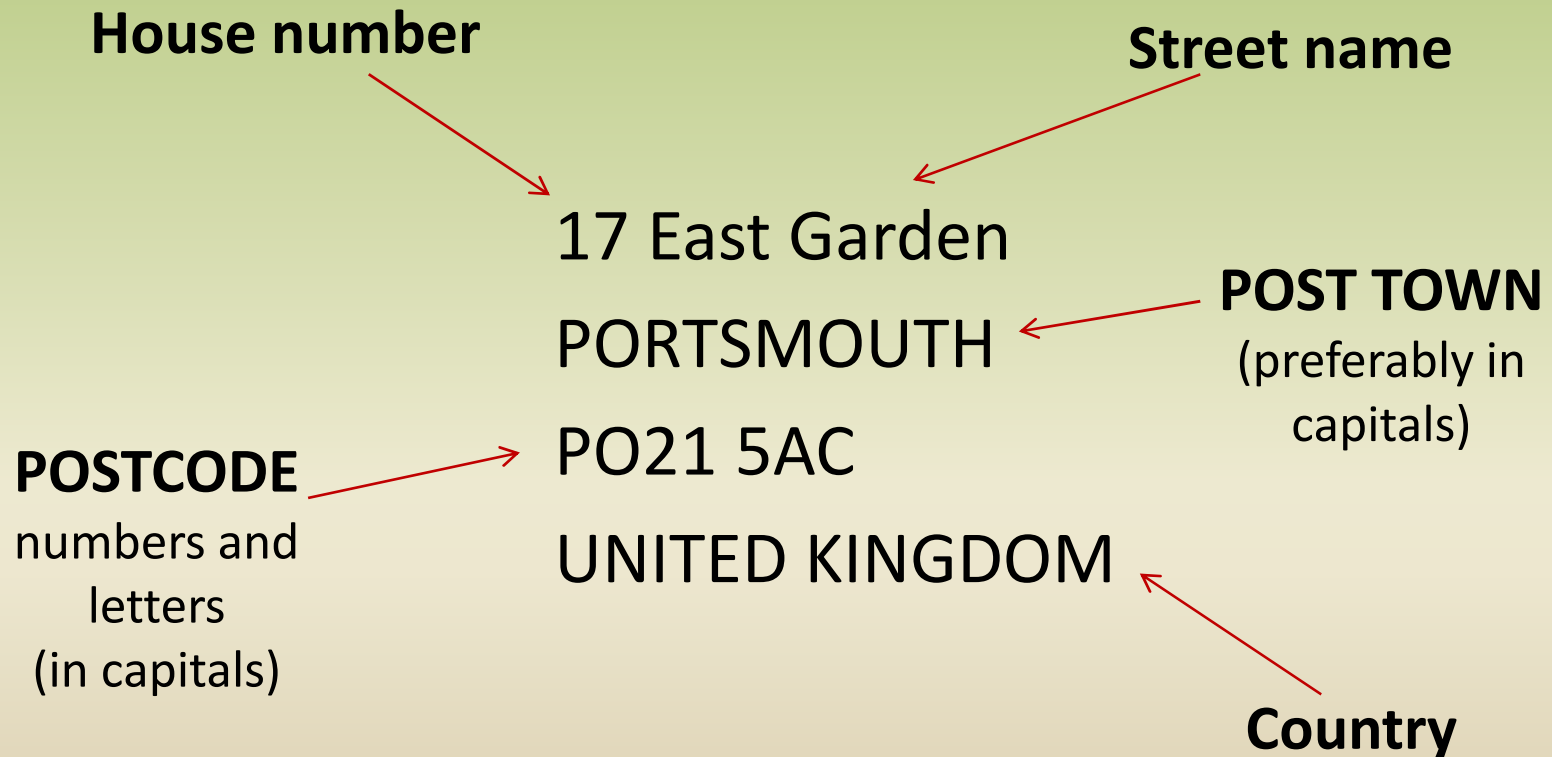 House number
Street name
17 East Garden
POST TOWN
(preferably in
capitals)
PORTSMOUTH
PO21 5AC
POSTCODE
numbers and
letters
(in capitals)
UNITED KINGDOM
Country